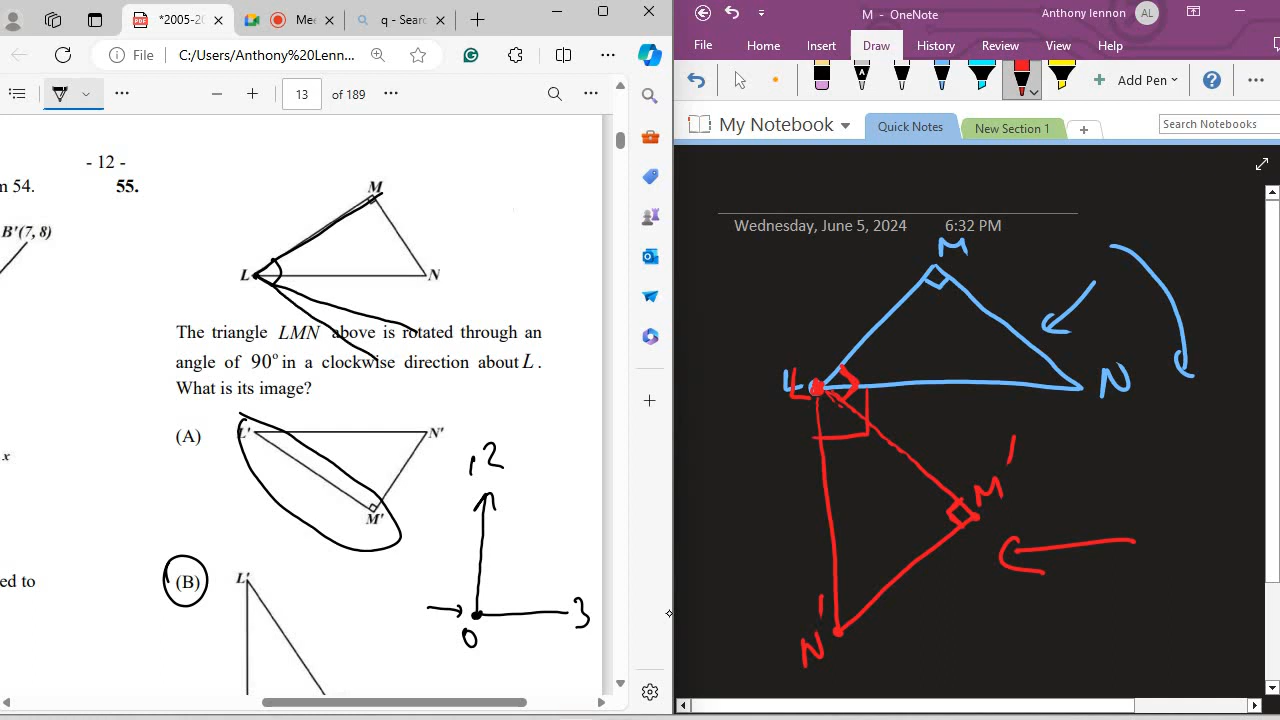 *2005-20
Mee
q - Searc
File
C:/Users/Anthony%20Lenn...
13
of 189
- 12 -
n 54.
55.
B'(7, 8)
M
L
N
The triangle LMN above is rotated through an
angle of 90° in a clockwise direction about L.
What is its image?
(A)
L'
N'
M'
x
12
3
0
ed to
(B)
L'
M - OneNote
Anthony lennon
AL
File
Home
Insert
Draw
History
Review
View
Help
A
Add Pen
My Notebook
Quick Notes
New Section 1
Search Notebooks
Wednesday, June 5, 2024
6:32 PM
M
L
L
N
M'
N'